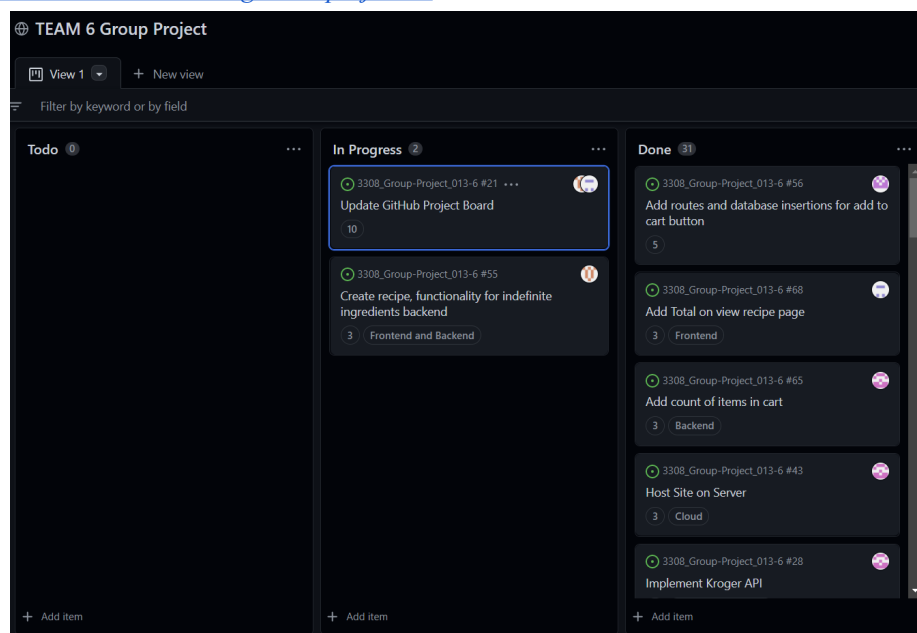 TEAM 6 Group Project
View 1
New view
Filter by keyword or by field
Todo 0
In Progress 2
3308_Group-Project_013-6 #21
Update GitHub Project Board
10
3308_Group-Project_013-6 #55
Create recipe, functionality for indefinite
ingredients backend
3 Frontend and Backend
Done 31
3308_Group-Project_013-6 #56
Add routes and database insertions for add to
cart button
5
3308_Group-Project_013-6 #68
Add Total on view recipe page
3 Frontend
3308_Group-Project_013-6 #65
Add count of items in cart
3 Backend
3308_Group-Project_013-6 #43
Host Site on Server
3 Cloud
3308_Group-Project_013-6 #28
Implement Kroger API
+ Add item
+ Add item
+ Add item